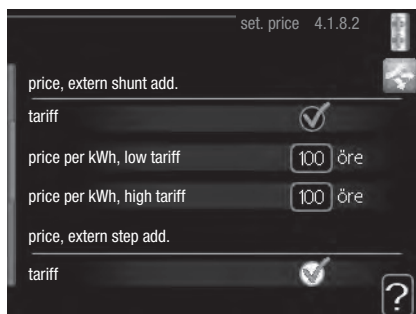 set. price 4.1.8.2
price, extern shunt add.
tariff
price per kWh, low tariff 100 öre
price per kWh, high tariff 100 öre
price, extern step add.
tariff
?